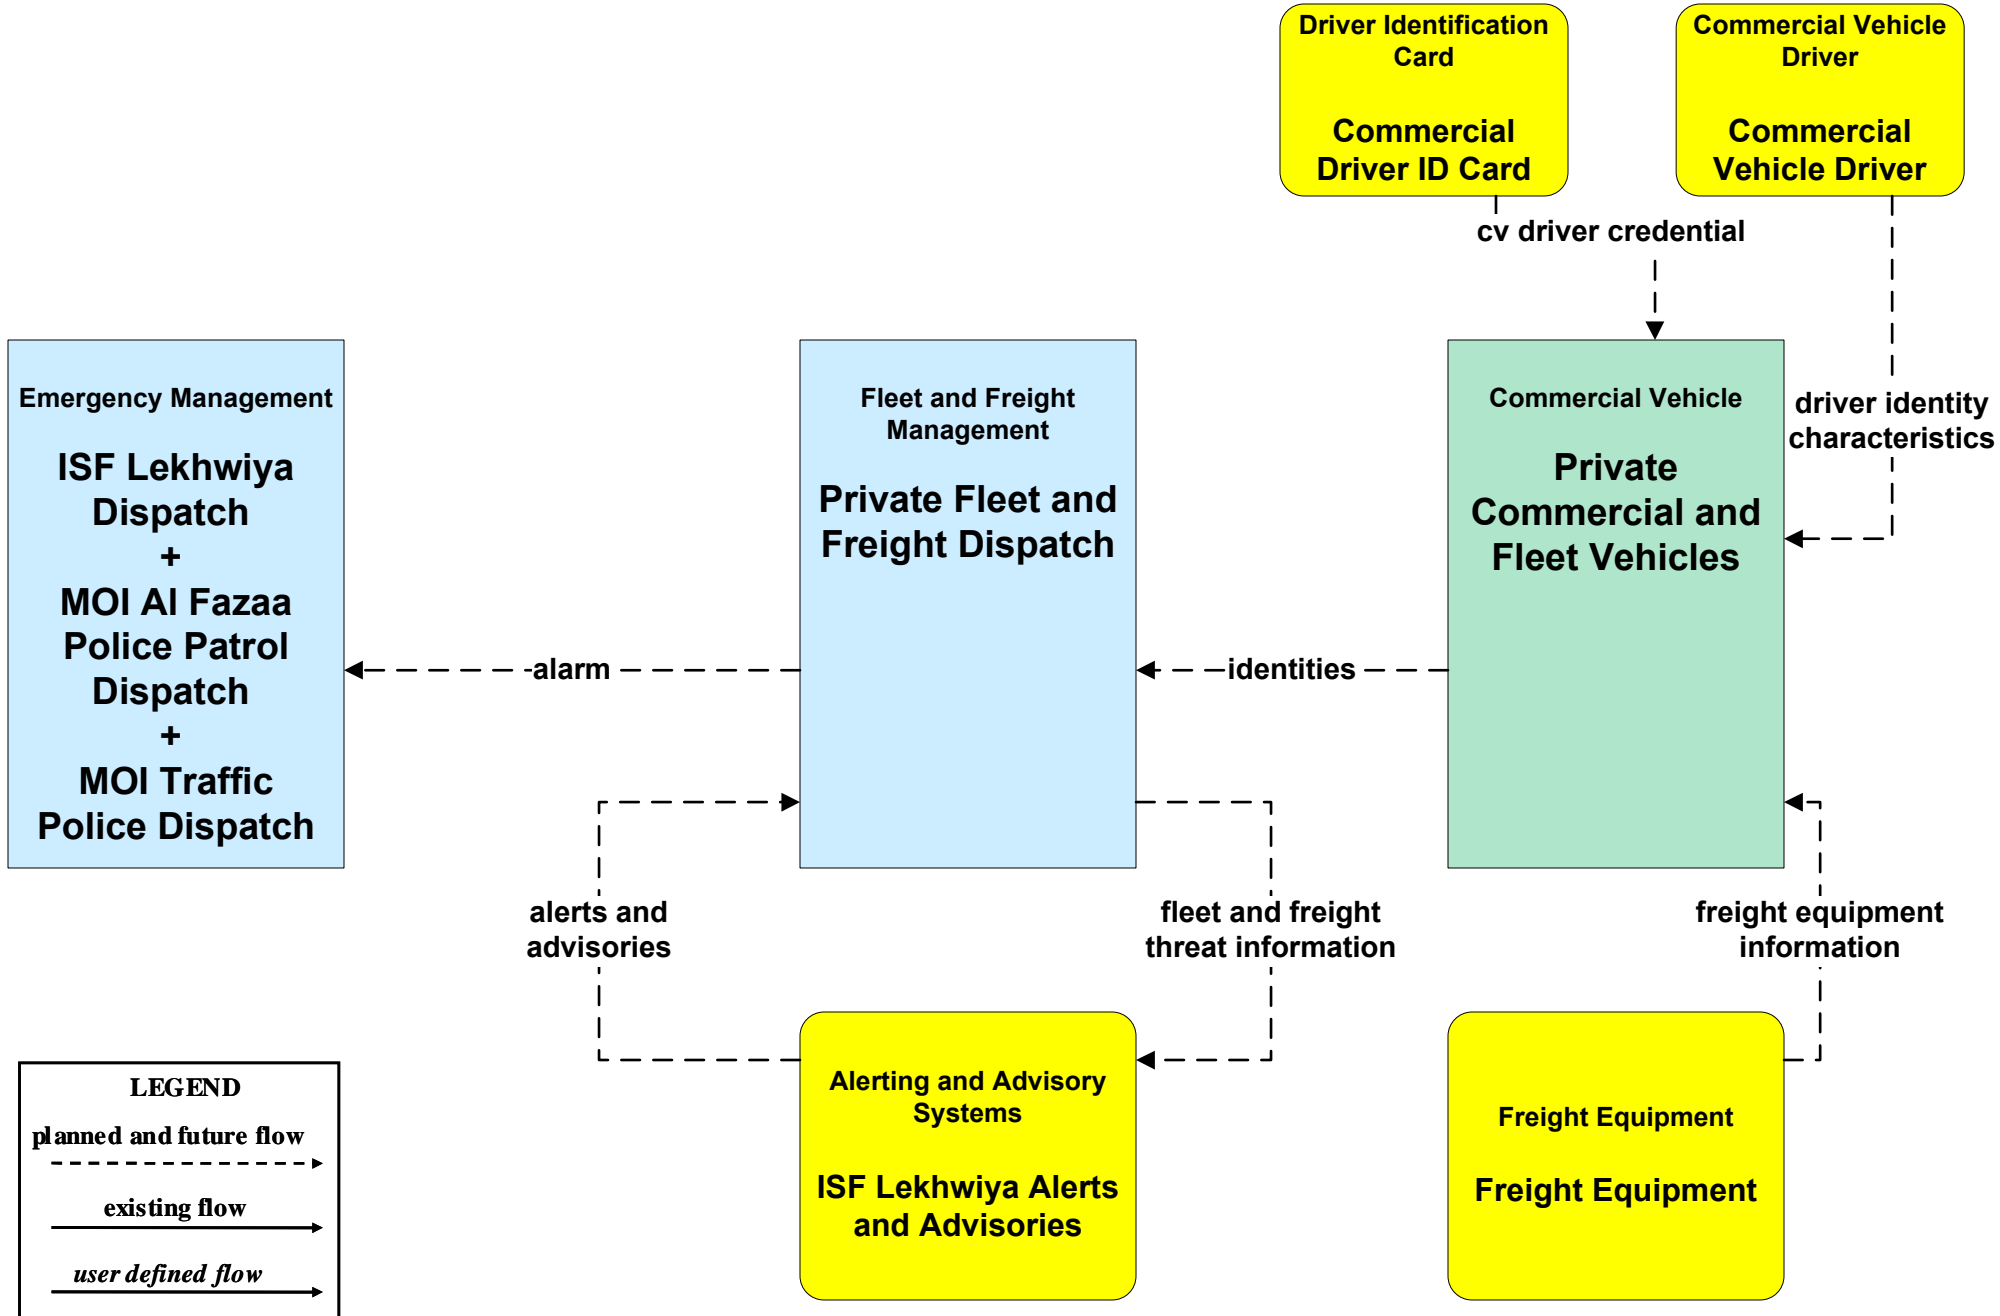 Driver Identification
Card
Commercial
Driver ID Card
Commercial Vehicle
Driver
Commercial
Vehicle Driver
cv driver credential
driver identity
characteristics
Emergency Management
ISF Lekhwiya
Dispatch
+
MOI Al Fazaa
Police Patrol
Dispatch
+
MOI Traffic
Police Dispatch
Fleet and Freight
Management
Private Fleet and
Freight Dispatch
Commercial Vehicle
Private
Commercial and
Fleet Vehicles
alarm
identities
alerts and
advisories
fleet and freight
threat information
freight equipment
information
Alerting and Advisory
Systems
ISF Lekhwiya Alerts
and Advisories
Freight Equipment
Freight Equipment
LEGEND
planned and future flow
existing flow
user defined flow